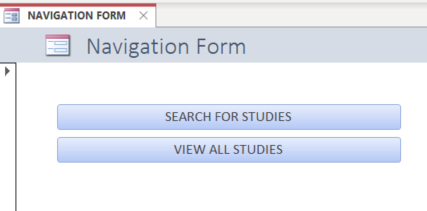 NAVIGATION FORM
Navigation Form
SEARCH FOR STUDIES
VIEW ALL STUDIES